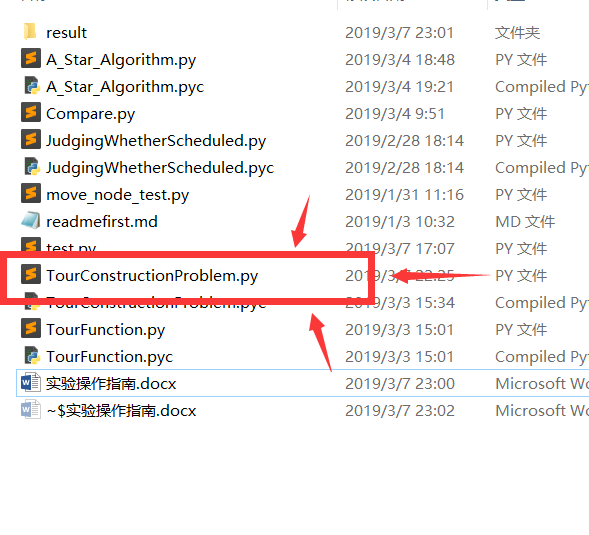 result 2019/3/7 23:01 文件夹
A_Star_Algorithm.py 2019/3/4 18:48 PY 文件
A_Star_Algorithm.pyc 2019/3/4 19:21 Compiled Py
Compare.py 2019/3/4 9:51 PY 文件
JudgingWhetherScheduled.py 2019/2/28 18:14 PY 文件
JudgingWhetherScheduled.pyc 2019/2/28 18:14 Compiled Py
move_node_test.py 2019/1/31 11:16 PY 文件
readmefirst.md 2019/1/3 10:32 MD 文件
test.py 2019/3/7 17:07 PY 文件
TourConstructionProblem.py 2019/3/7 22:25 PY 文件
TourConstructionProblem.pyc 2019/3/3 15:34 Compiled Py
TourFunction.py 2019/3/3 15:01 PY 文件
TourFunction.pyc 2019/3/3 15:01 Compiled Py
实验操作指南.docx 2019/3/7 23:00 Microsoft Wo
~$实验操作指南.docx 2019/3/7 23:02 Microsoft Wo